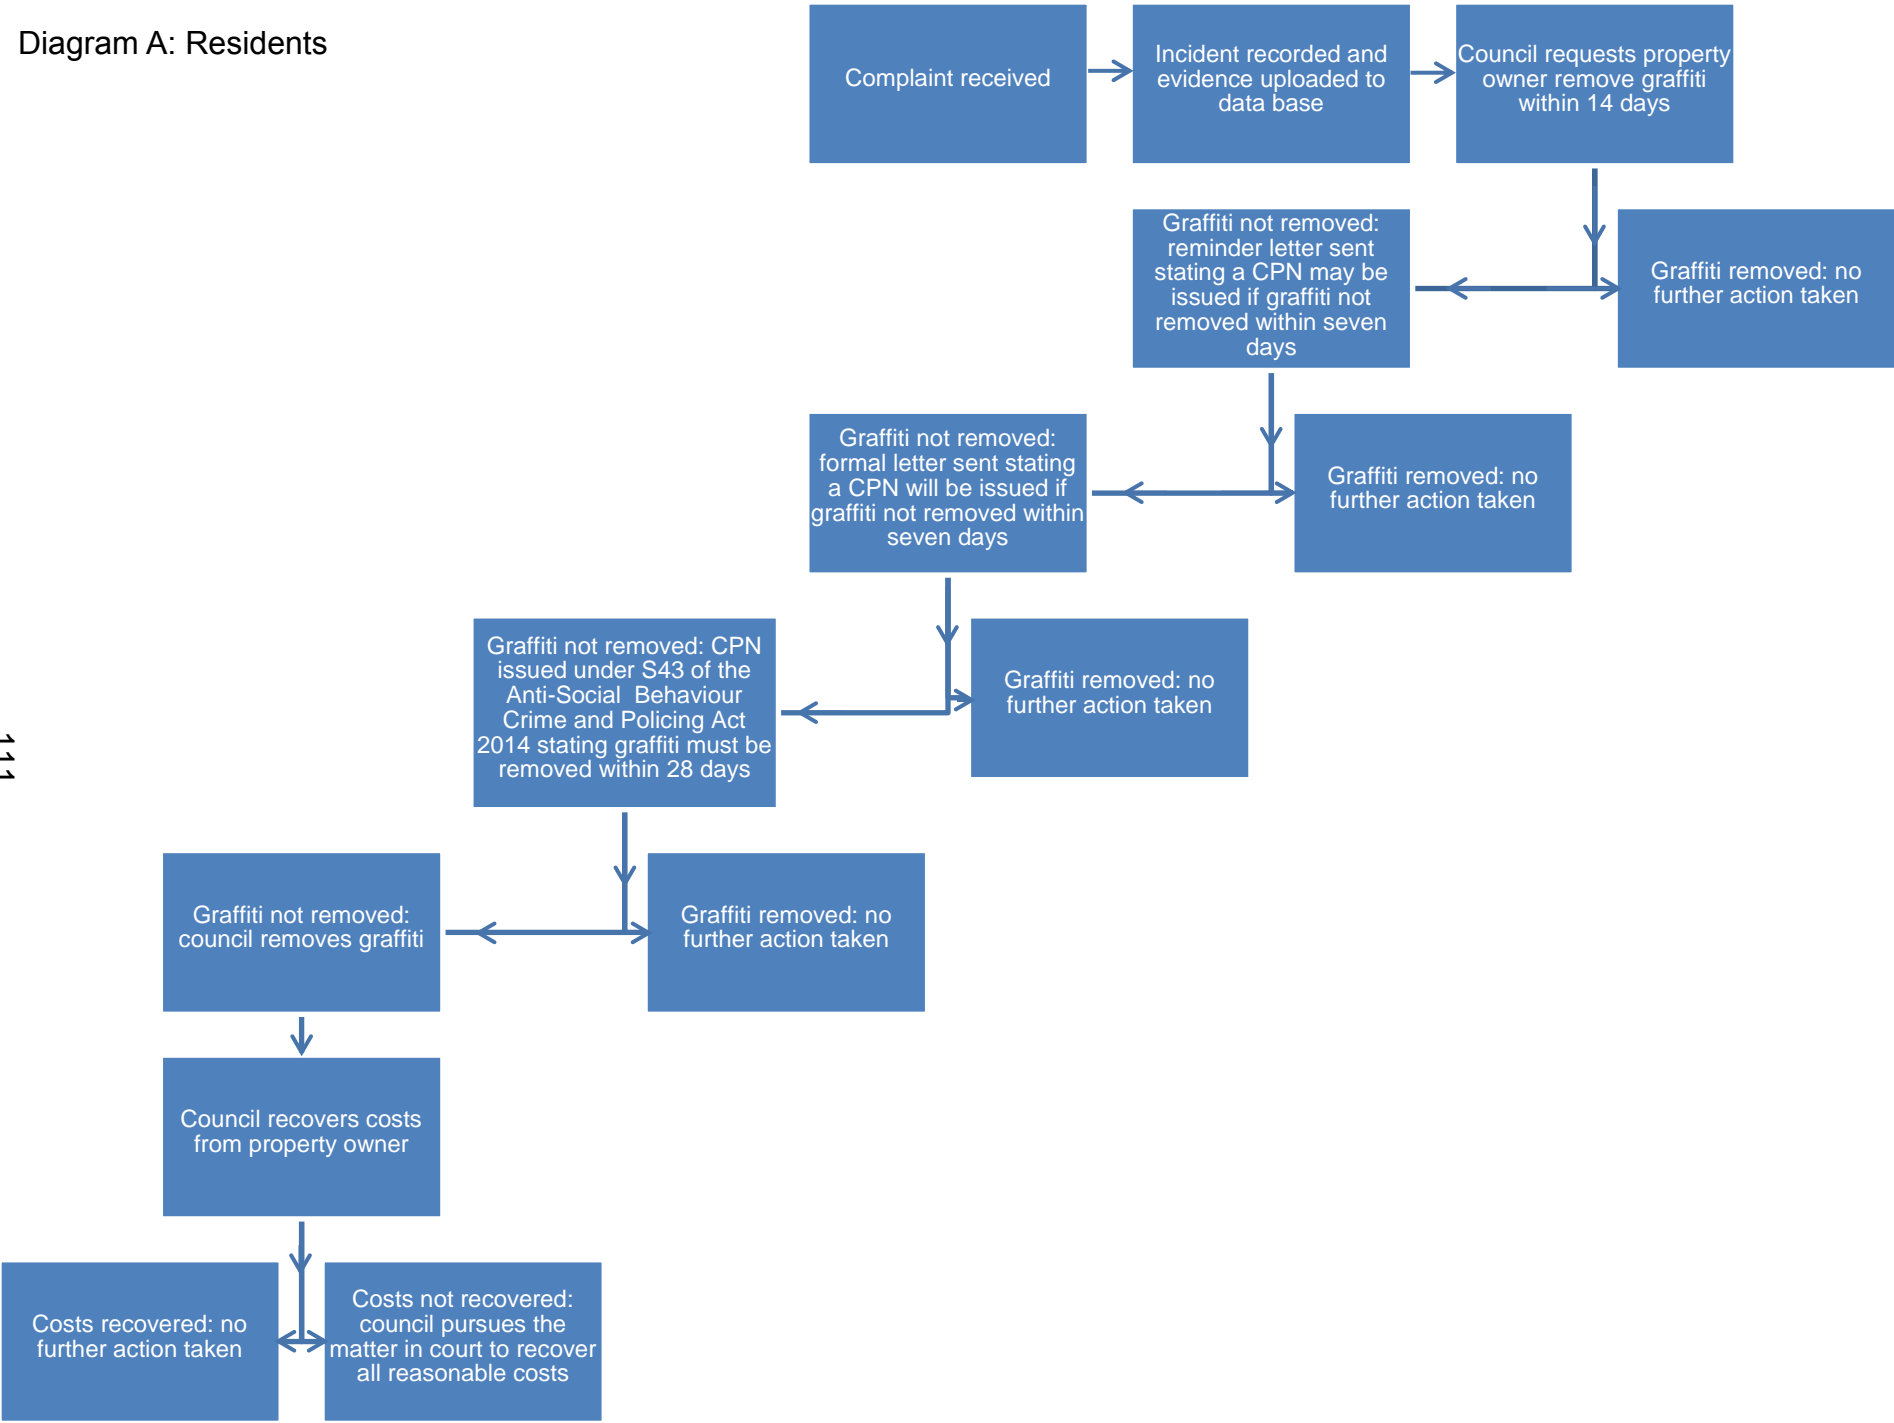 Diagram A: Residents
Complaint received
Incident recorded and
evidence uploaded to
data base
Council requests property
owner remove graffiti
within 14 days
Graffiti not removed:
reminder letter sent
stating a CPN may be
issued if graffiti not
removed within seven
days
Graffiti removed: no
further action taken
Graffiti not removed:
formal letter sent stating
a CPN will be issued if
graffiti not removed within
seven days
Graffiti removed: no
further action taken
Graffiti not removed: CPN
issued under S43 of the
Anti-Social  Behaviour
Crime and Policing Act
2014 stating graffiti must be
removed within 28 days
Graffiti removed: no
further action taken
111
Graffiti not removed:
council removes graffiti
Graffiti removed: no
further action taken
Council recovers costs
from property owner
Costs recovered: no
further action taken
Costs not recovered:
council pursues the
matter in court to recover
all reasonable costs